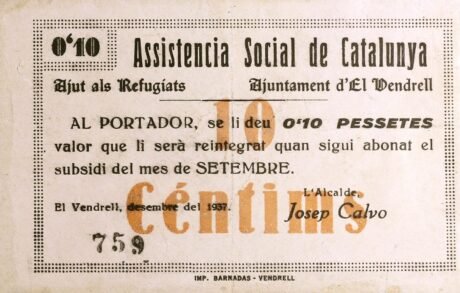 0'10 Assistencia Social de Catalunya
Ajut als Refugiats Ajuntament d'El Vendrell
AL PORTADOR, se li deu 0'10 PESSETES
valor que li serà reintegrat quan sigui abonat el
subsidi del mes de SETEMBRE.
10
Céntims
L'Alcalde,
El Vendrell, desembre del 1937.
Josep Calvo
759
IMP. BARNADAS - VENDRELL